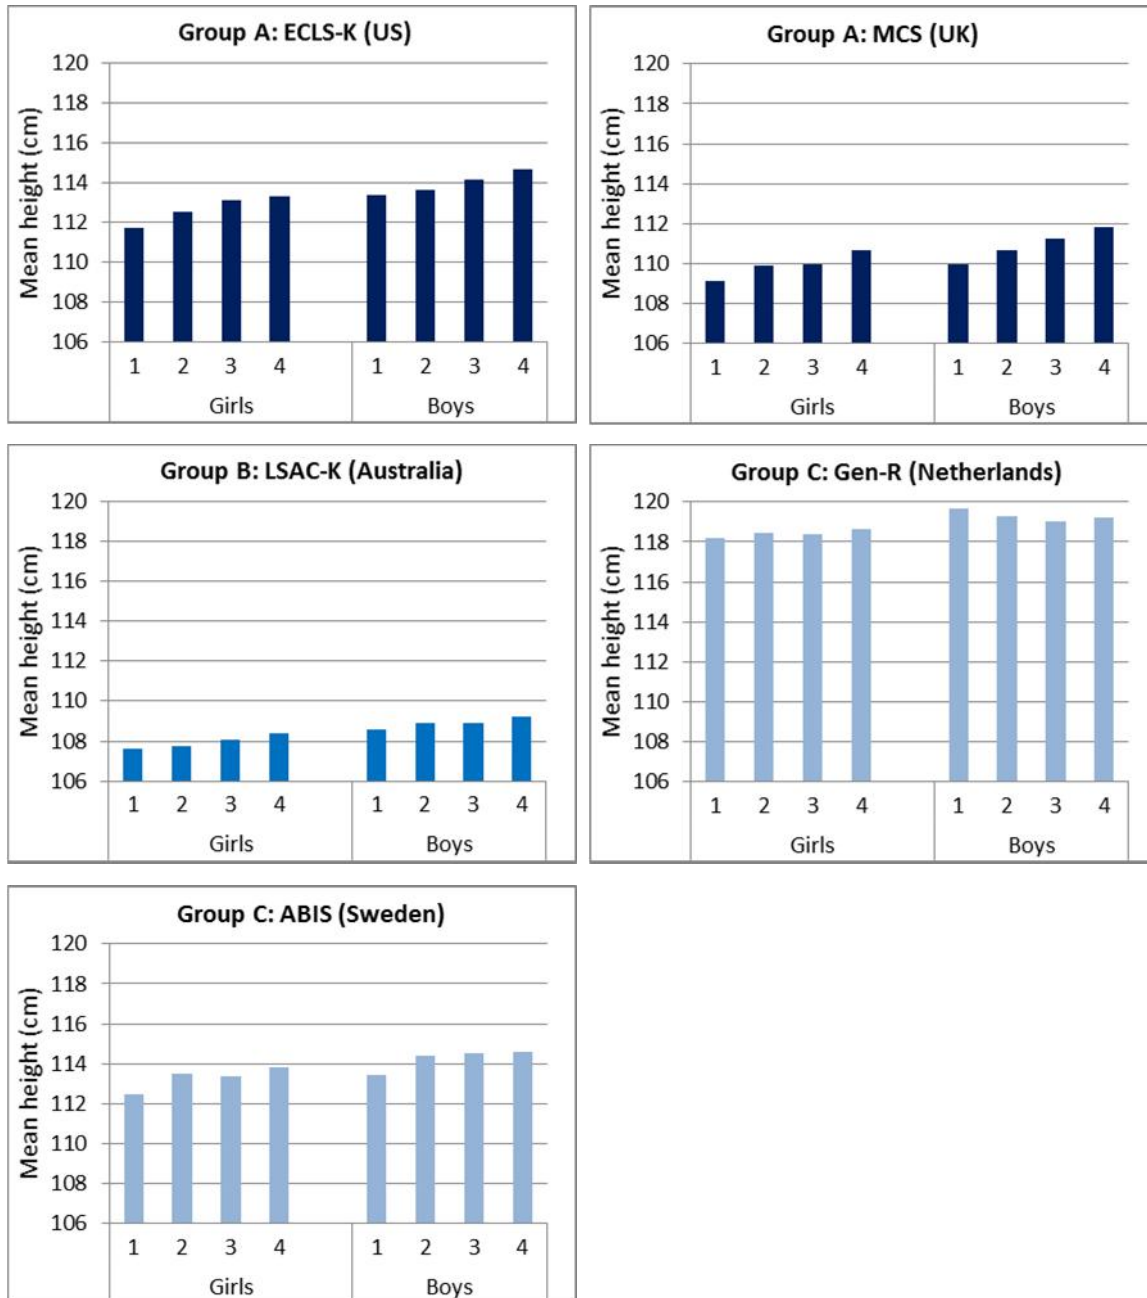 Group A: ECLS-K (US)
Mean height (cm)
120
118
116
114
112
110
108
106
1 2 3 4 1 2 3 4
Girls Boys
Group A: MCS (UK)
Mean height (cm)
120
118
116
114
112
110
108
106
1 2 3 4 1 2 3 4
Girls Boys
Group B: LSAC-K (Australia)
Mean height (cm)
120
118
116
114
112
110
108
106
1 2 3 4 1 2 3 4
Girls Boys
Group C: Gen-R (Netherlands)
Mean height (cm)
120
118
116
114
112
110
108
106
1 2 3 4 1 2 3 4
Girls Boys
Group C: ABIS (Sweden)
Mean height (cm)
120
118
116
114
112
110
108
106
1 2 3 4 1 2 3 4
Girls Boys